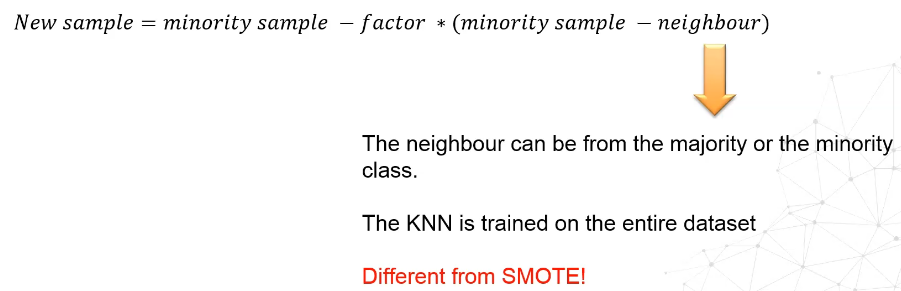 New sample = minority sample − factor * (minority sample − neighbour)
The neighbour can be from the majority or the minority
class.
The KNN is trained on the entire dataset
Different from SMOTE!